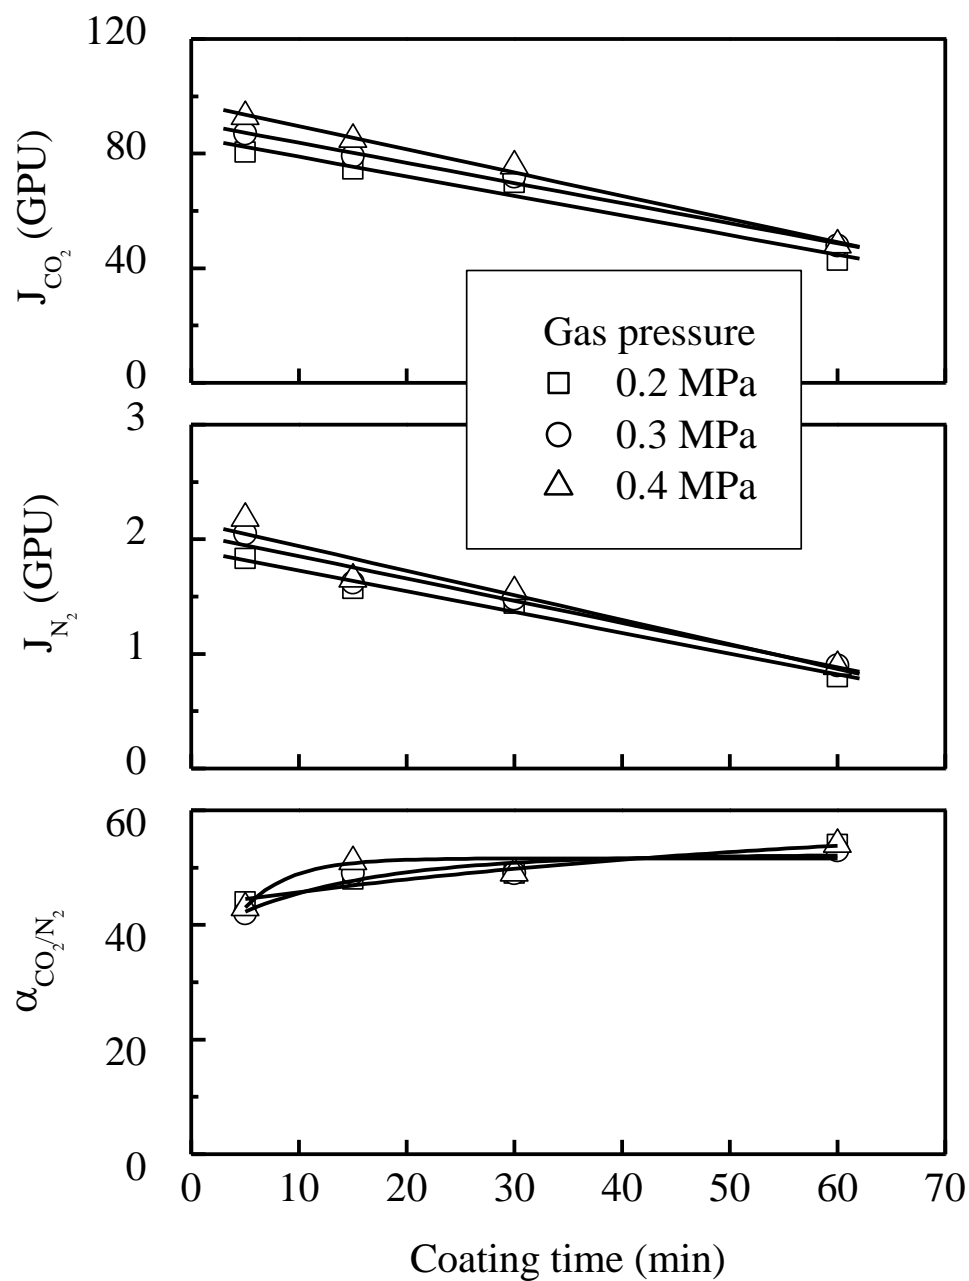 120
80
40
0
J_CO₂ (GPU)
Gas pressure
0.2 MPa
0.3 MPa
0.4 MPa
3
2
1
0
J_N₂ (GPU)
60
40
20
0
α_CO₂/N₂
0 10 20 30 40 50 60 70
Coating time (min)